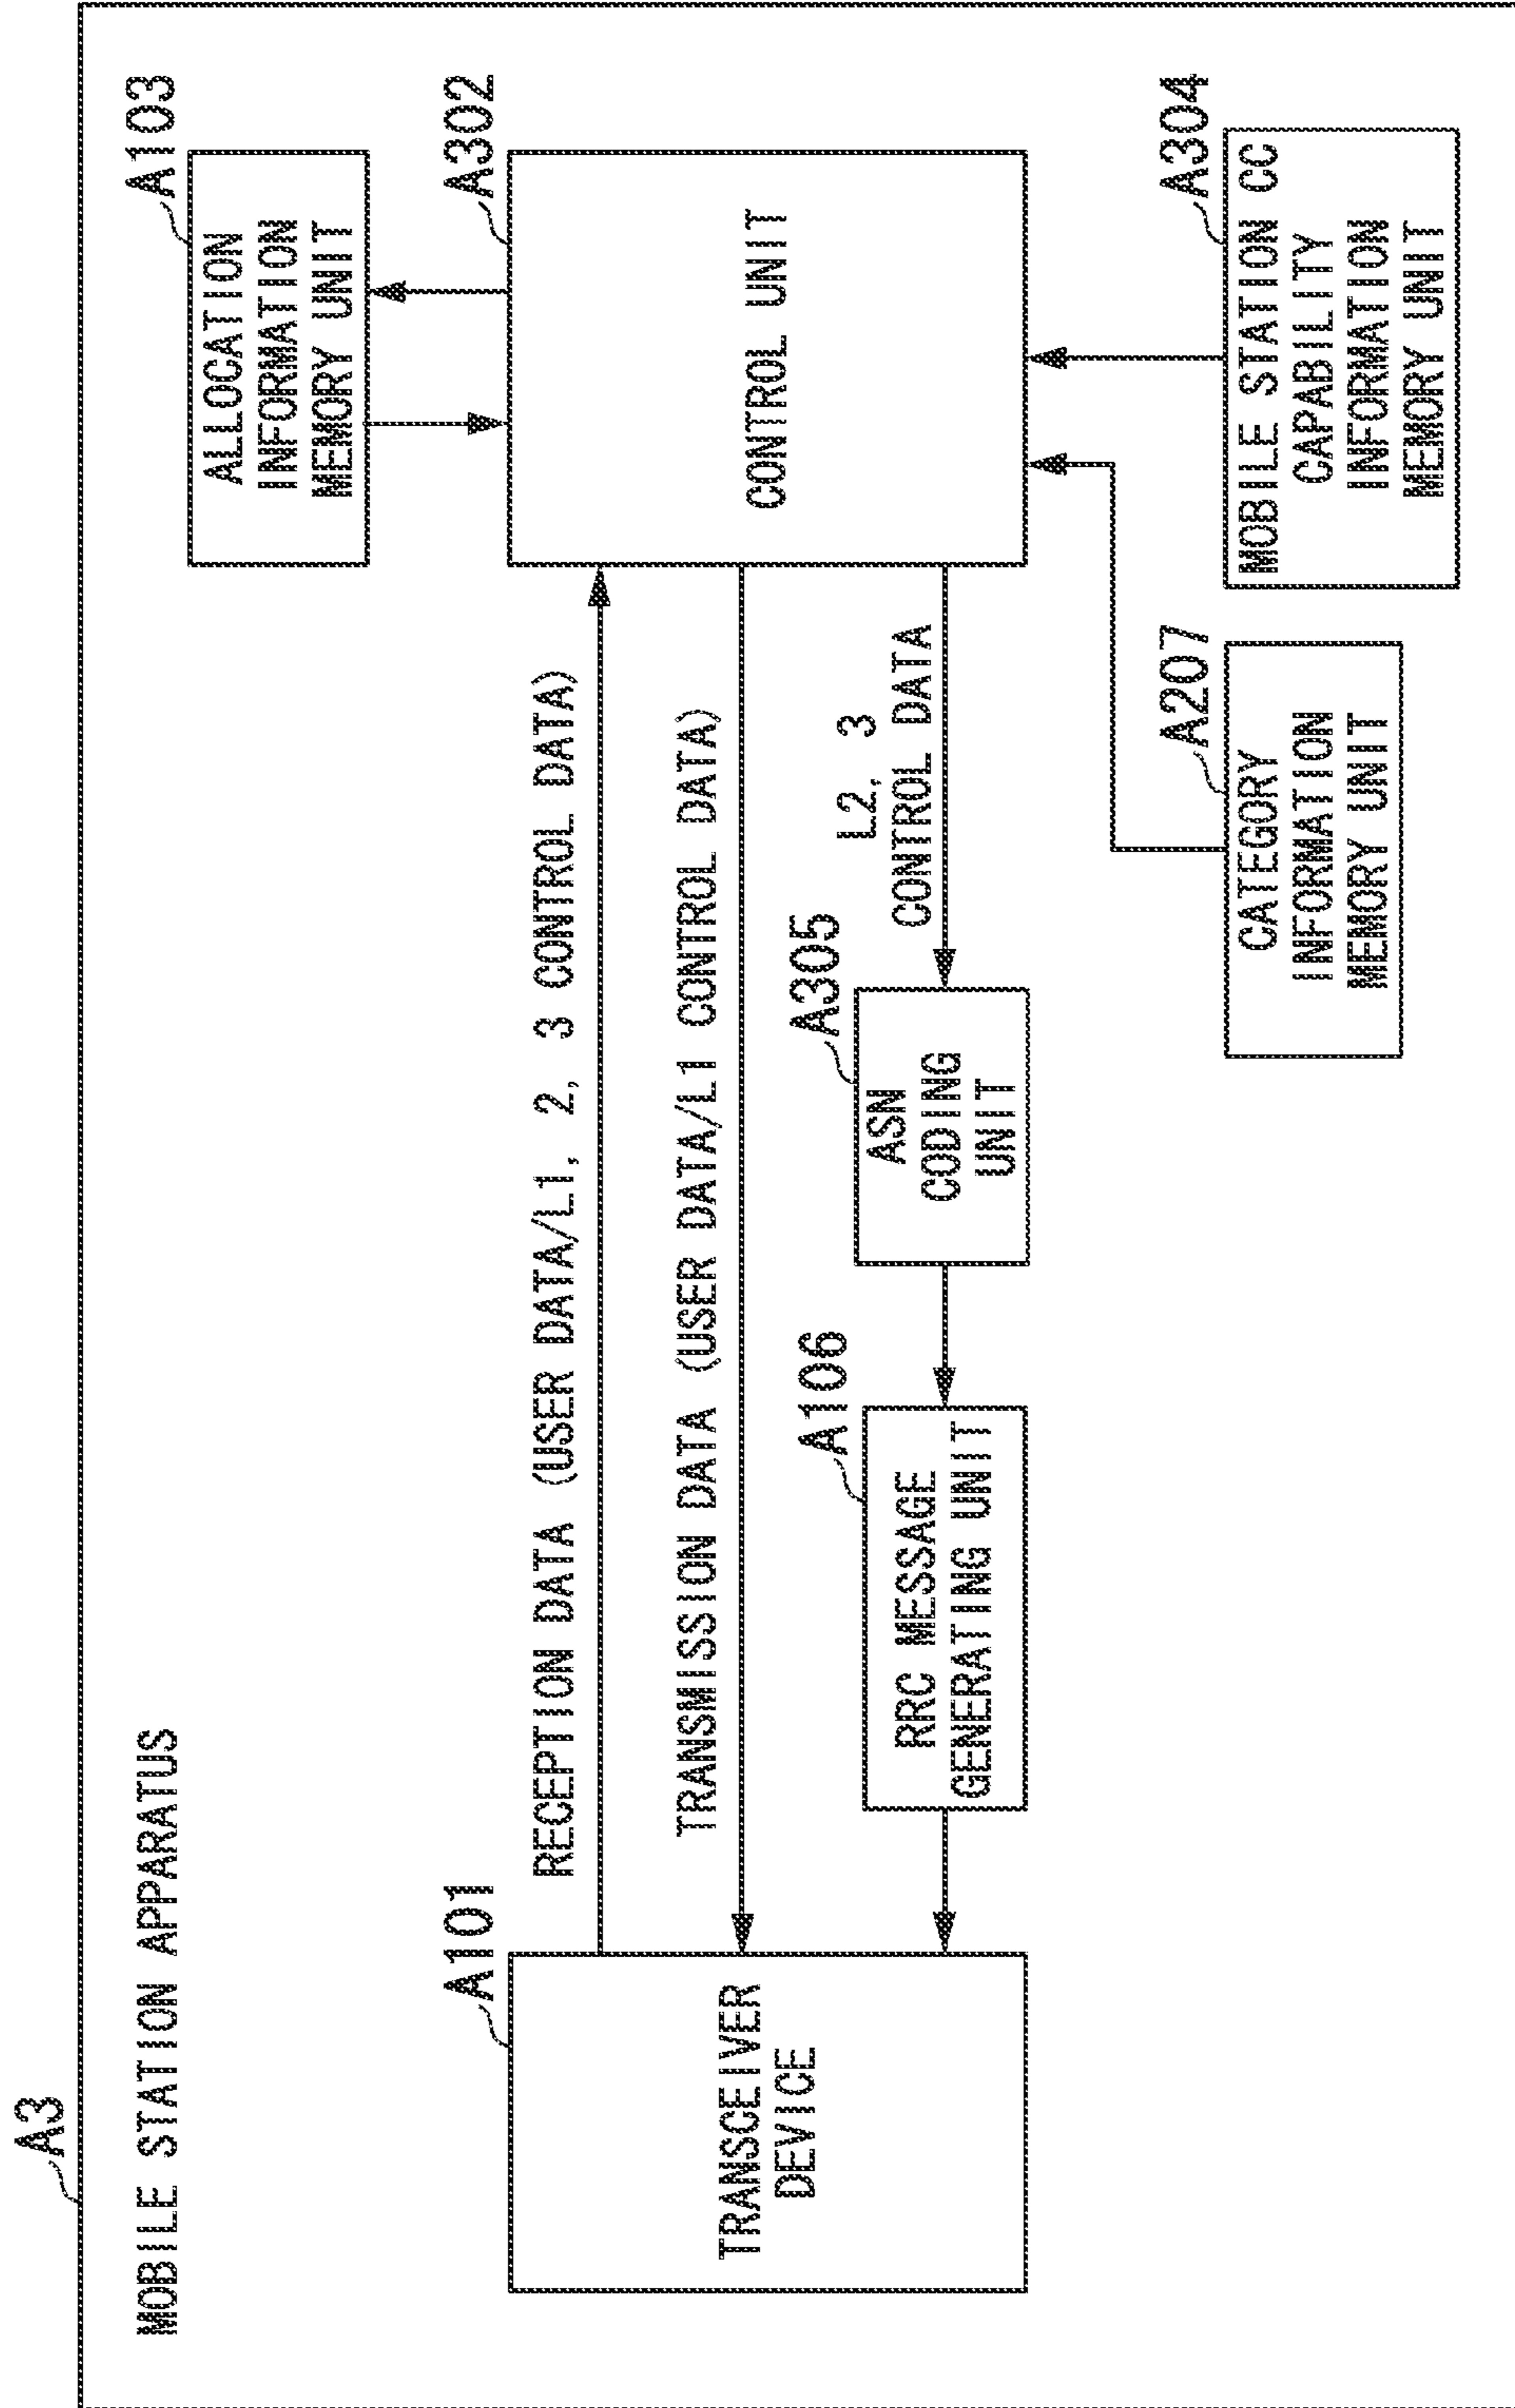 A3
MOBILE STATION APPARATUS
A101
TRANSCEIVER
DEVICE
RECEPTION DATA (USER DATA/L1, 2, 3 CONTROL DATA)
TRANSMISSION DATA (USER DATA/L1 CONTROL DATA)
A106
RRC MESSAGE
GENERATING UNIT
A305
ASN
CODING
UNIT
L2, 3
CONTROL DATA
A103
ALLOCATION
INFORMATION
MEMORY UNIT
A302
CONTROL UNIT
A207
CATEGORY
INFORMATION
MEMORY UNIT
A304
MOBILE STATION CC
CAPABILITY
INFORMATION
MEMORY UNIT